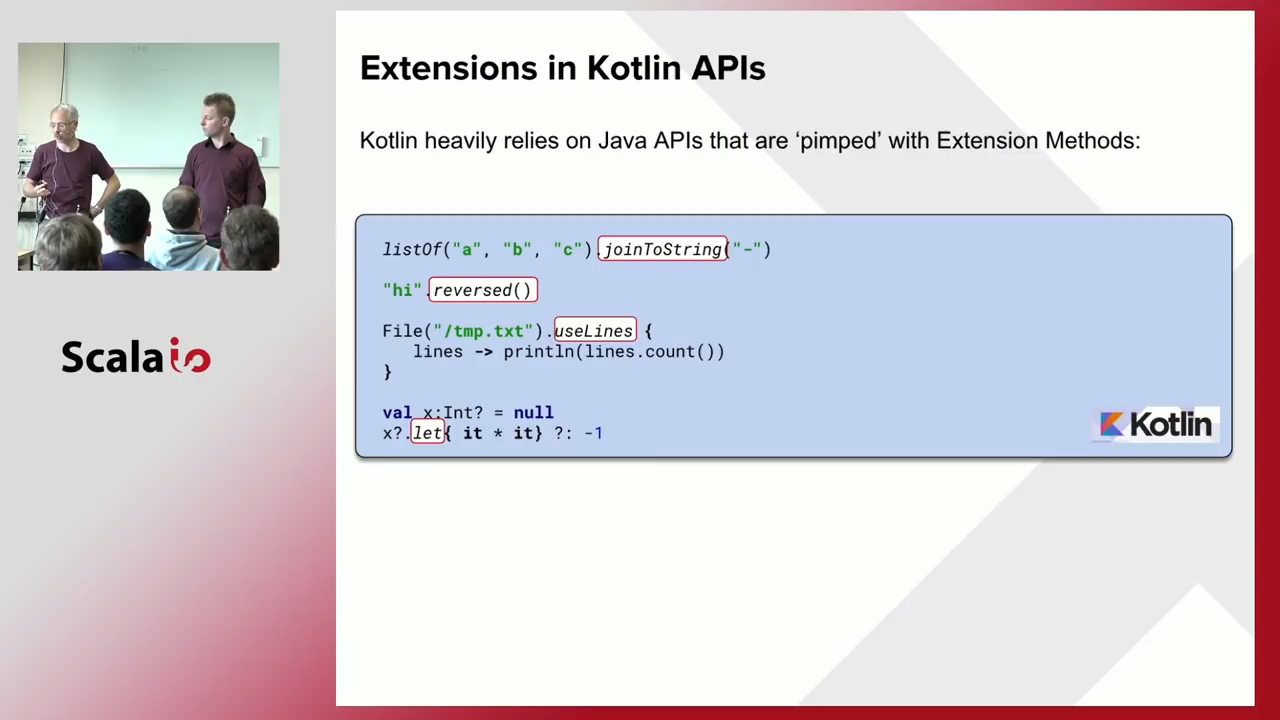 Extensions in Kotlin APIs
Kotlin heavily relies on Java APIs that are ‘pimped’ with Extension Methods:
listOf("a", "b", "c").joinToString("-")
"hi".reversed()
File("/tmp.txt").useLines {
lines -> println(lines.count())
}
val x:Int? = null
x?.let{ it * it} ?: -1
Kotlin
Scala io